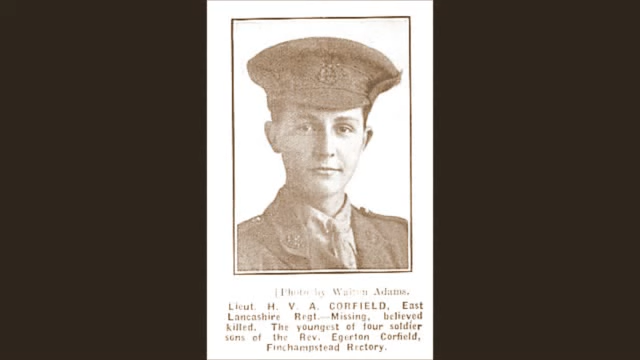 [Photo by Walton Adams.
Lieut. H. V. A. CORFIELD, East
Lancashire Regt.—Missing, believed
killed. The youngest of four soldier
sons of the Rev. Egerton Corfield,
Finchampstead Rectory.